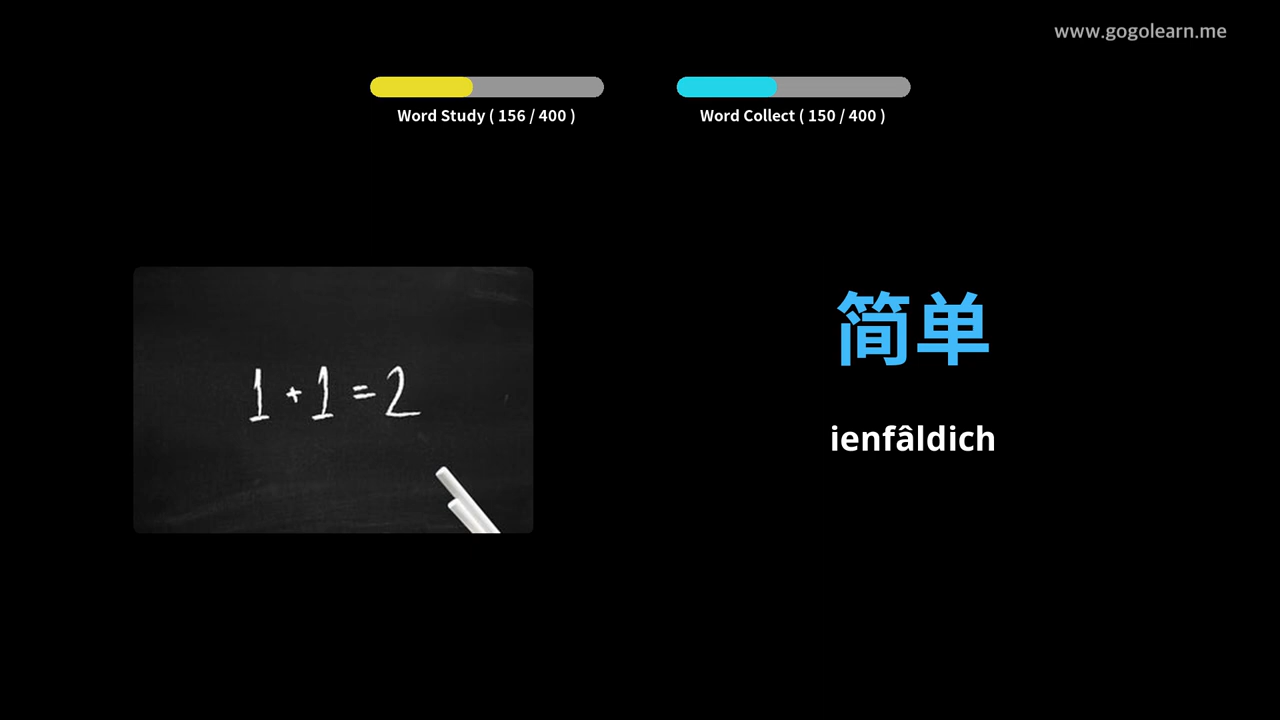 www.gogolearn.me
Word Study ( 156 / 400 )
Word Collect ( 150 / 400 )
1 + 1 = 2
简单
ienfâldich